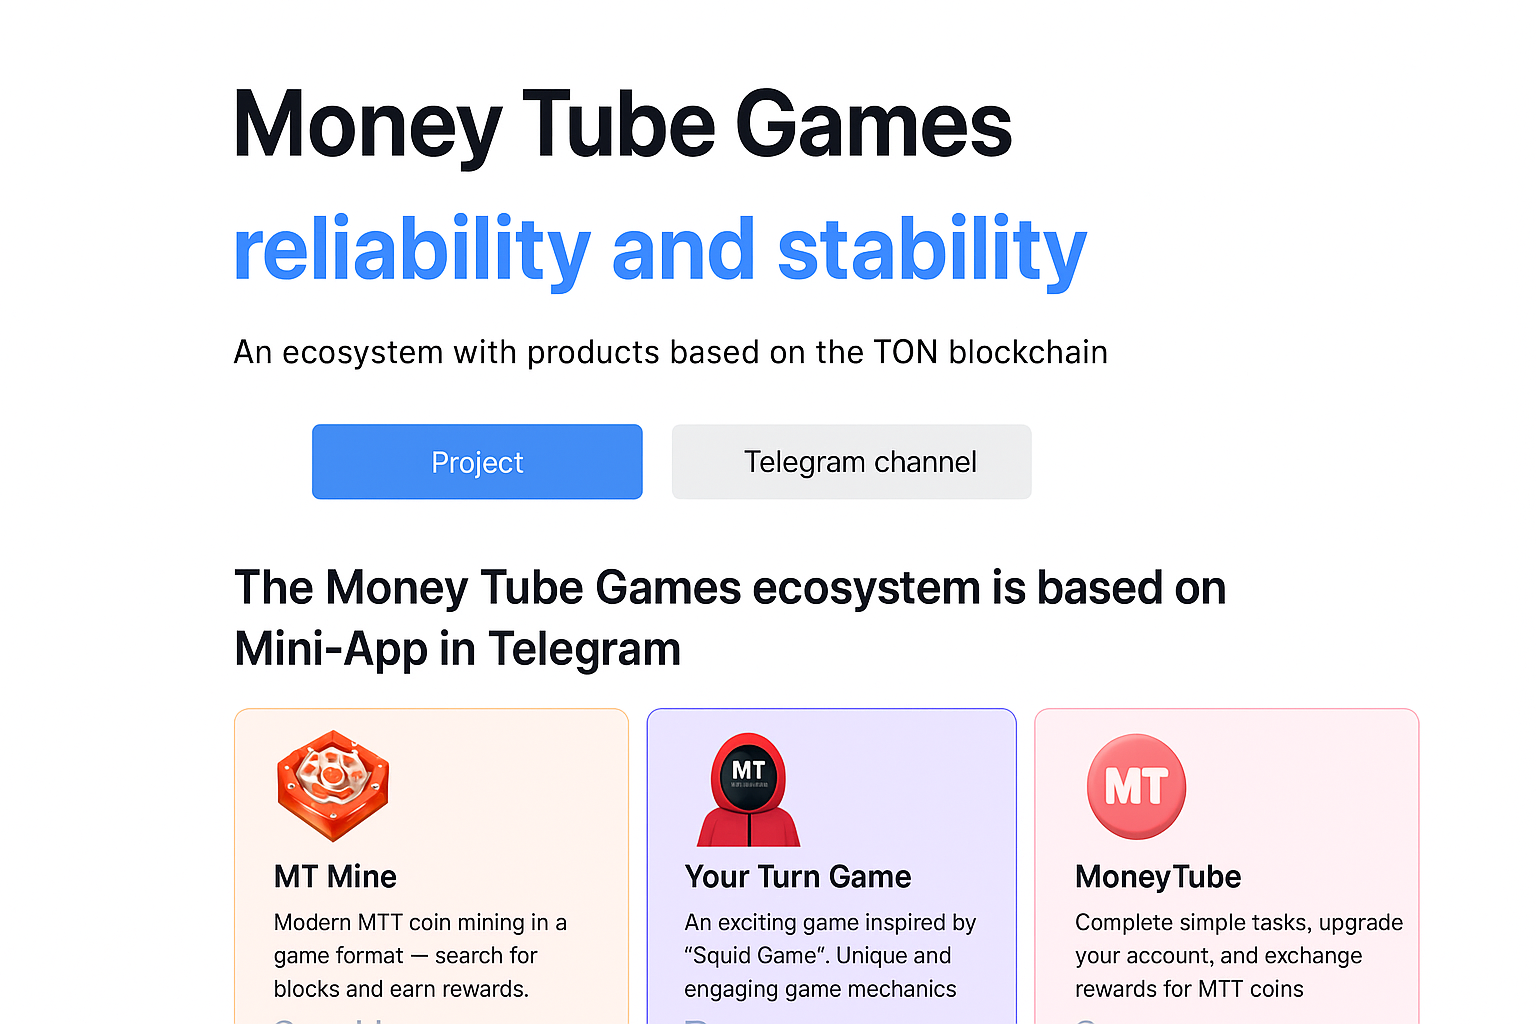 Money Tube Games
reliability and stability
An ecosystem with products based on the TON blockchain
Project
Telegram channel
The Money Tube Games ecosystem is based on
Mini-App in Telegram
MT
MT
MT Mine
Modern MTT coin mining in a
game format — search for
blocks and earn rewards.
Your Turn Game
An exciting game inspired by
“Squid Game“. Unique and
engaging game mechanics
MoneyTube
Complete simple tasks, upgrade
your account, and exchange
rewards for MTT coins